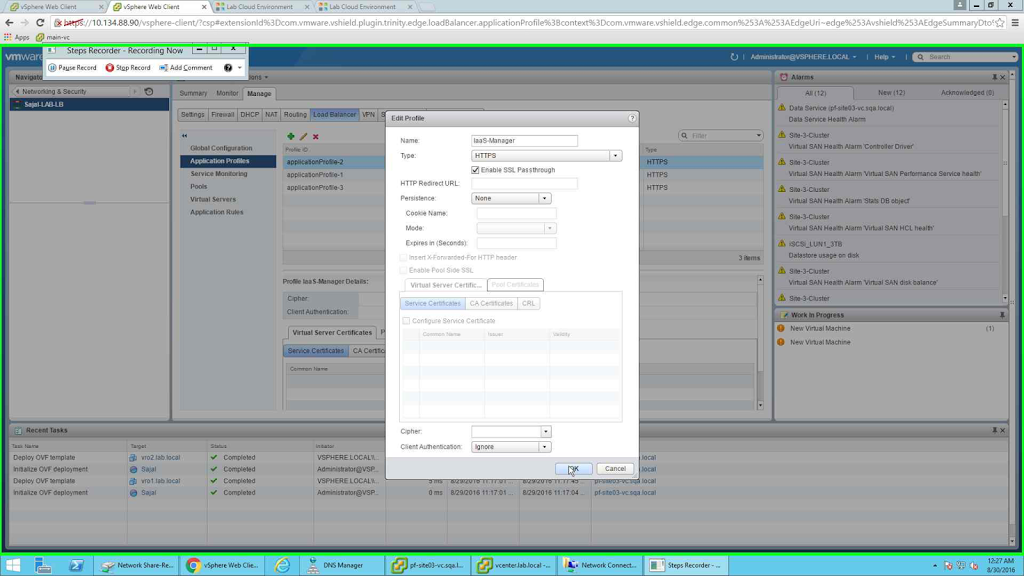 vSphere Web Client
vSphere Web Client
Lab Cloud Environment
Lab Cloud Environment
https://10.134.88.90/vsphere-client/?csp#extensionId%3Dcom.vmware.vshield.plugin.trinity.edge.loadBalancer.applicationProfile%3Bcontext%3Dcom.vmware.vshield.edge.common%253A%253AEdgeUri~edge%253Avshield%253AEdgeSummaryDto
Apps
main-vc
Steps Recorder - Recording Now
Pause Record
Stop Record
Add Comment
vmware
Administrator@VSPHERE.LOCAL
Help
Search
Networking & Security
Sajal-LAB-LB
Summary
Monitor
Manage
Settings
Firewall
DHCP
NAT
Routing
Load Balancer
VPN
Global Configuration
Application Profiles
Service Monitoring
Pools
Virtual Servers
Application Rules
Filter
Profile ID
Type
applicationProfile-2
HTTPS
applicationProfile-1
HTTPS
applicationProfile-3
HTTPS
3 items
Profile IaaS-Manager Details:
Cipher:
Client Authentication:
Virtual Server Certificates
Service Certificates
CA Certific
Common Name
Edit Profile
Name:
IaaS-Manager
Type:
HTTPS
Enable SSL Passthrough
HTTP Redirect URL:
Persistence:
None
Cookie Name:
Mode:
Expires in (Seconds):
Insert X-Forwarded-For HTTP header
Enable Pool Side SSL
Virtual Server Certific...
Pool Certificates
Service Certificates
CA Certificates
CRL
Configure Service Certificate
Common Name
Issuer
Validity
Cipher:
Client Authentication:
Ignore
OK
Cancel
Alarms
All (12)
New (12)
Acknowledged (0)
Data Service (pf-site03-vc.sqa.local)
Data Service Health Alarm
Site-3-Cluster
Virtual SAN Health Alarm 'Controller Driver'
Site-3-Cluster
Virtual SAN Health Alarm 'Virtual SAN Performance Service health'
Site-3-Cluster
Virtual SAN Health Alarm 'Stats DB object'
Site-3-Cluster
Virtual SAN Health Alarm 'Virtual SAN HCL health'
iSCSI_LUN1_3TB
Datastore usage on disk
Site-3-Cluster
Virtual SAN Health Alarm 'Virtual SAN disk balance'
Site-3-Cluster
Work In Progress
New Virtual Machine
(1)
New Virtual Machine
Recent Tasks
Task Name
Target
Status
Initiator
Deploy OVF template
vro2.lab.local
Completed
VSPHERE.LOCAL\
Initialize OVF deployment
Sajal
Completed
Administrator@VSP
Deploy OVF template
vro1.lab.local
Completed
VSPHERE.LOCAL\
5 ms
8/29/2016 11:17:01 ...
8/29/2016 11:17:45 ...
pf-site03-vc.sqa.local
Initialize OVF deployment
Sajal
Completed
Administrator@VSP...
0 ms
8/29/2016 11:17:04 ...
8/29/2016 11:17:04 ...
pf-site03-vc.sqa.local
Network Share-Re...
vSphere Web Clien...
DNS Manager
pf-site03-vc.sqa.l...
vcenter.lab.local -...
Network Connect...
Steps Recorder - ...
12:27 AM
8/30/2016